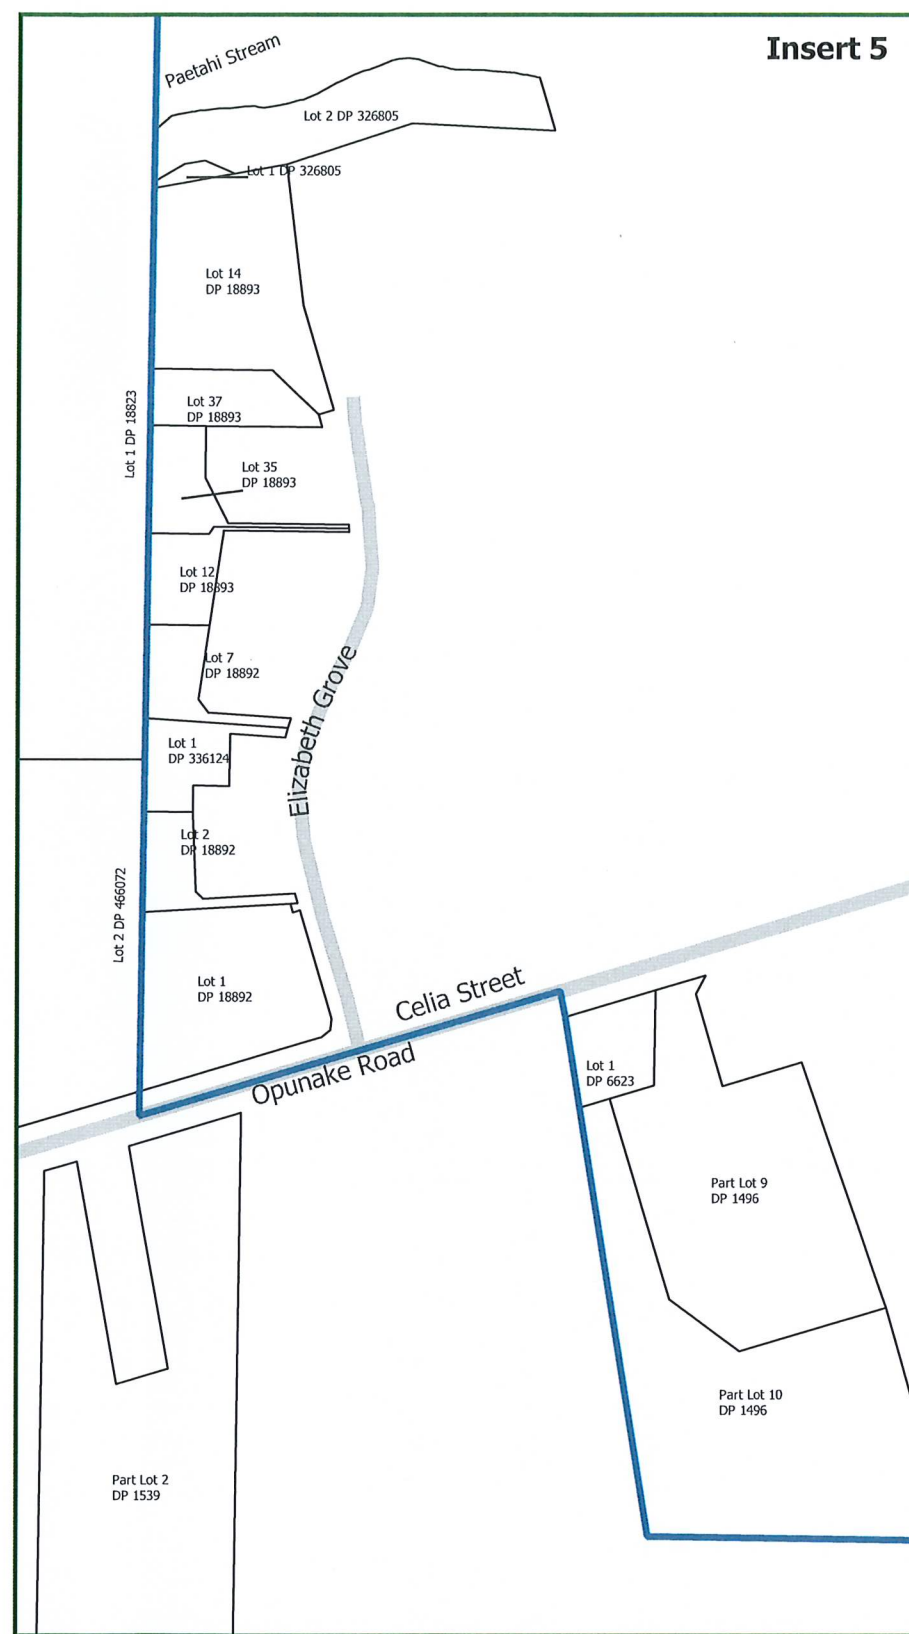 Insert 5
Paetahi Stream
Lot 2 DP 326805
Lot 1 DP 326805
Lot 14
DP 18893
Lot 1 DP 18823
Lot 37
DP 18893
Lot 35
DP 18893
Lot 12
DP 18893
Lot 7
DP 18892
Elizabeth Grove
Lot 1
DP 336124
Lot 2
DP 18892
Lot 2 DP 466072
Lot 1
DP 18892
Celia Street
Opunake Road
Lot 1
DP 6623
Part Lot 9
DP 1496
Part Lot 10
DP 1496
Part Lot 2
DP 1539